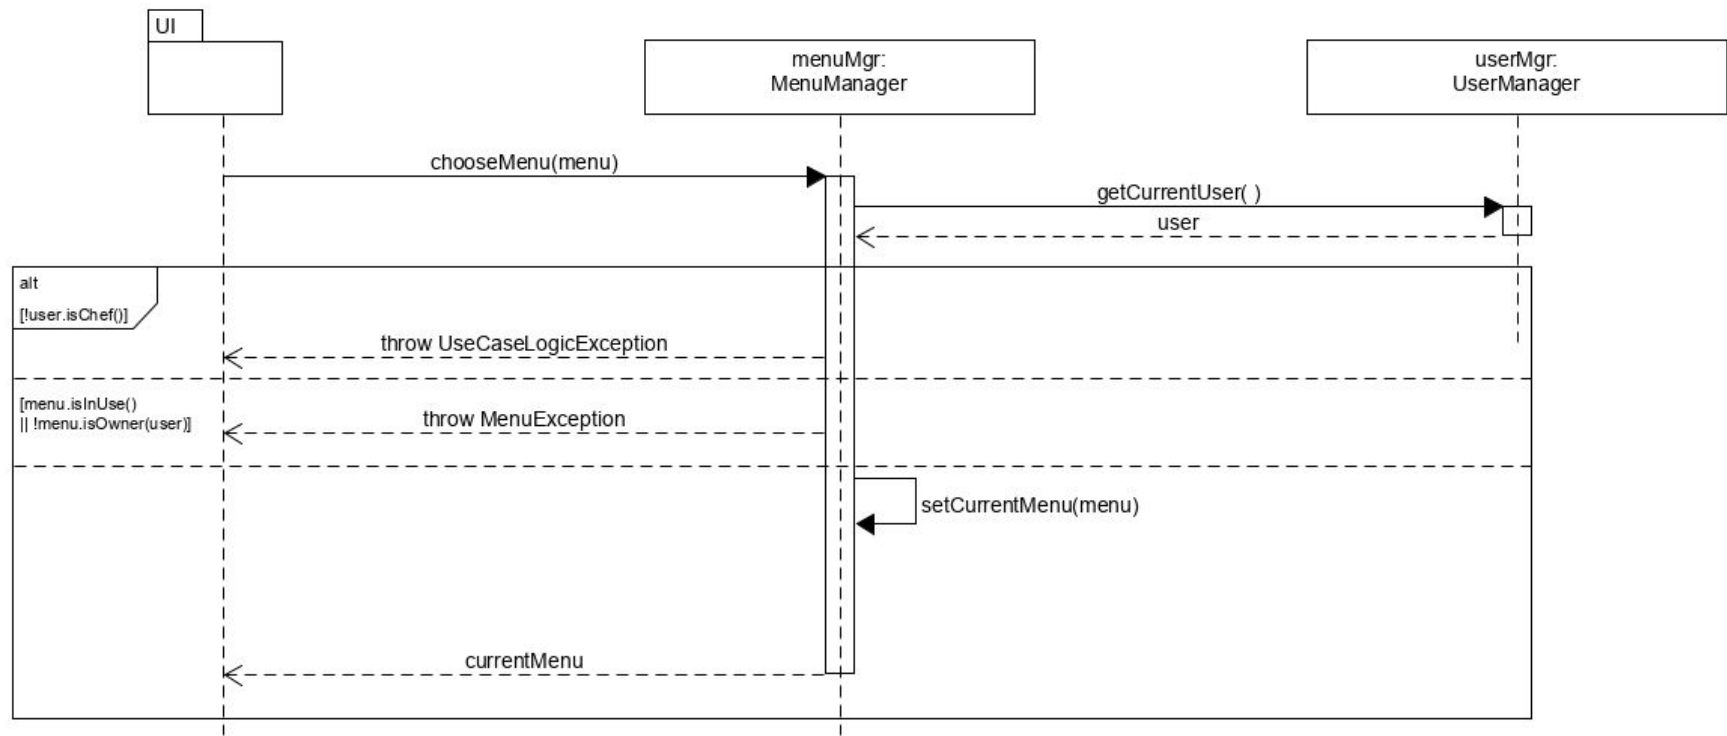 UI
menuMgr:
MenuManager
userMgr:
UserManager
chooseMenu(menu)
getCurrentUser( )
user
alt
[!user.isChef()]
throw UseCaseLogicException
[menu.isInUse()
|| !menu.isOwner(user)]
throw MenuException
setCurrentMenu(menu)
currentMenu